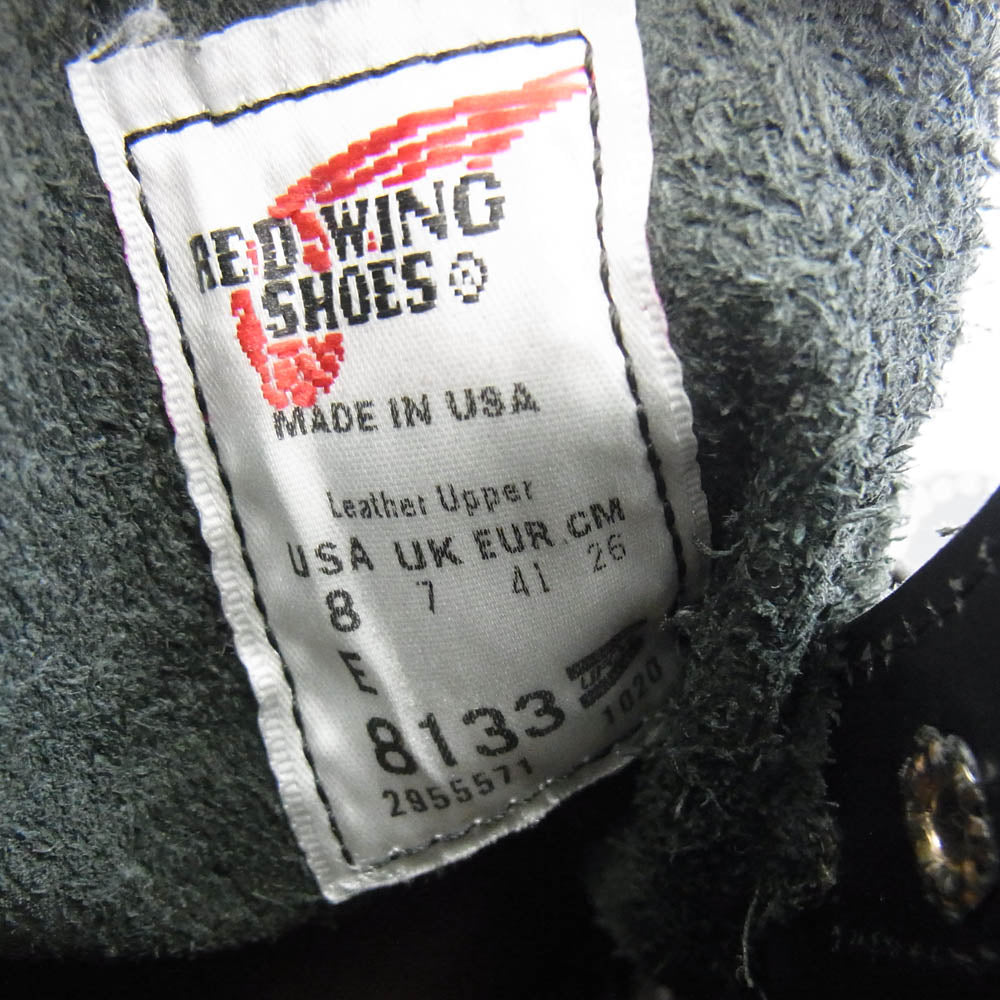 RED WING
SHOES ®
MADE IN USA
Leather Upper
USA UK EUR CM
8 7 41 26
E
8133
1020
2955571